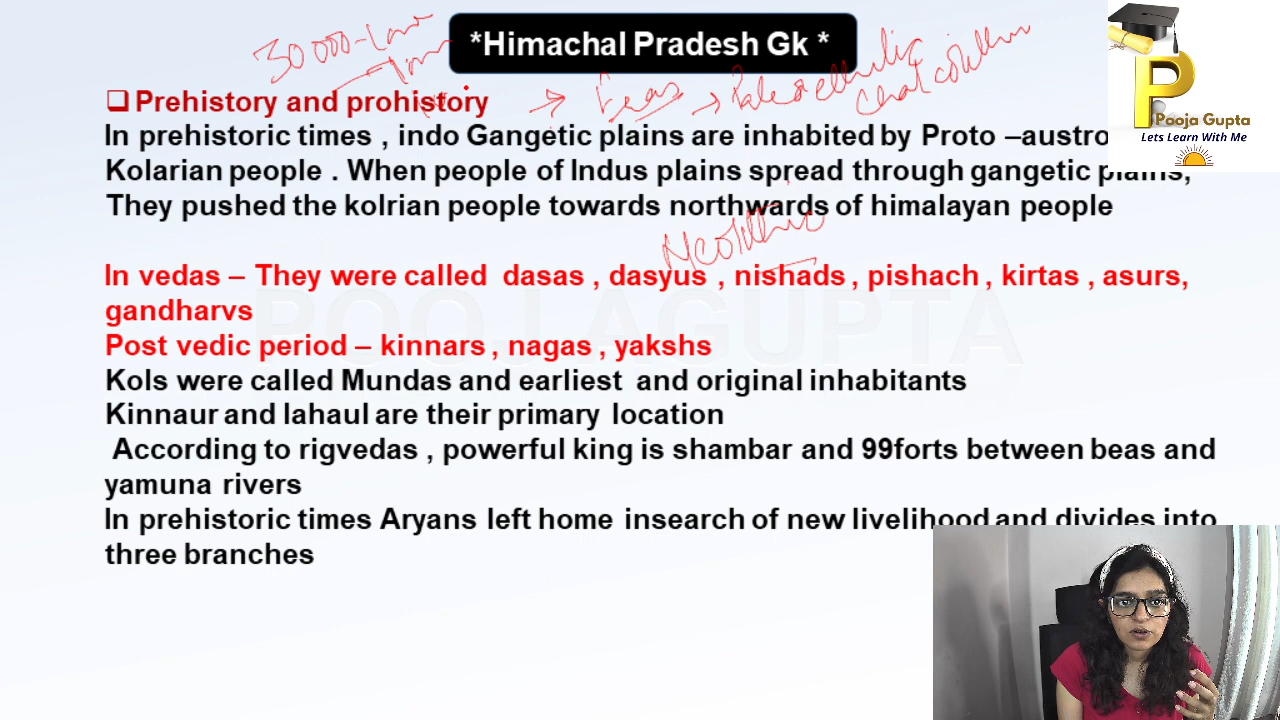 *Himachal Pradesh Gk *
30000
Eras
Neolithic
❑ Prehistory and prohistory
In prehistoric times , indo Gangetic plains are inhabited by Proto –austro
Kolarian people . When people of Indus plains spread through gangetic plains,
They pushed the kolrian people towards northwards of himalayan people
In vedas – They were called dasas , dasyus , nishads , pishach , kirtas , asurs,
gandharvs
Post vedic period – kinnars , nagas , yakshs
Kols were called Mundas and earliest and original inhabitants
Kinnaur and lahaul are their primary location
According to rigvedas , powerful king is shambar and 99forts between beas and
yamuna rivers
In prehistoric times Aryans left home insearch of new livelihood and divides into
three branches
P
Pooja Gupta
Lets Learn With Me
POOJAGUPTA